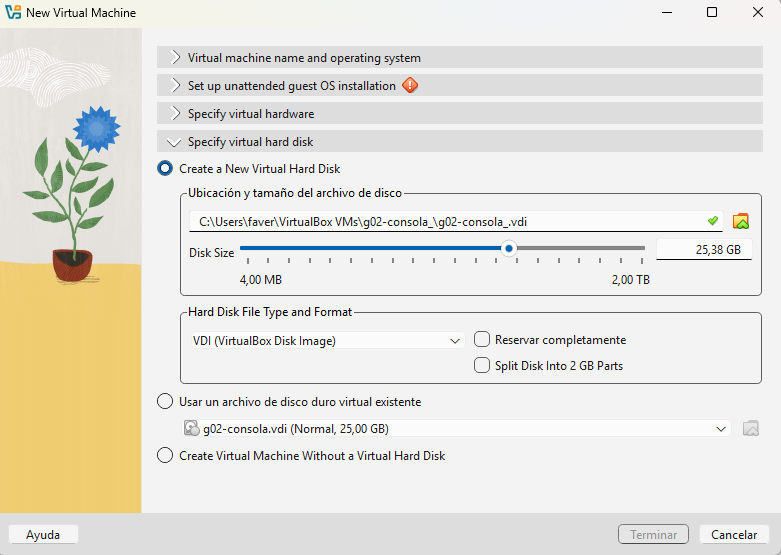 New Virtual Machine
Virtual machine name and operating system
Set up unattended guest OS installation
Specify virtual hardware
Specify virtual hard disk
Create a New Virtual Hard Disk
Ubicación y tamaño del archivo de disco
C:\Users\faver\VirtualBox VMs\g02-consola_\g02-consola_.vdi
Disk Size 25,38 GB
4,00 MB 2,00 TB
Hard Disk File Type and Format
VDI (VirtualBox Disk Image) Reservar completamente
Split Disk Into 2 GB Parts
Usar un archivo de disco duro virtual existente
g02-consola.vdi (Normal, 25,00 GB)
Create Virtual Machine Without a Virtual Hard Disk
Ayuda Terminar Cancelar